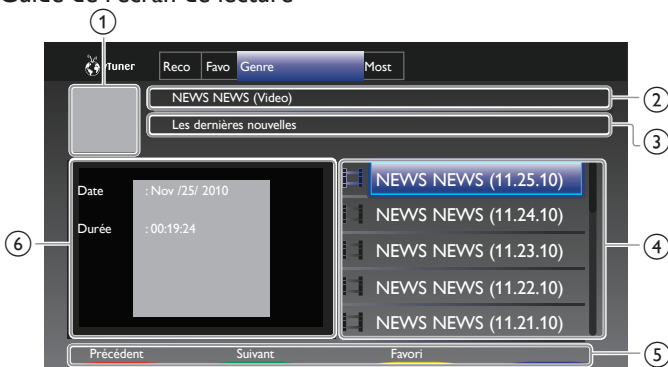 Guide de l'écran de lecture
1
vTuner Reco Favo Genre Most
NEWS NEWS (Video)
2
Les dernières nouvelles
3
Date : Nov /25/ 2010
Durée : 00:19:24
6
NEWS NEWS (11.25.10)
NEWS NEWS (11.24.10)
NEWS NEWS (11.23.10)
NEWS NEWS (11.22.10)
NEWS NEWS (11.21.10)
4
Précédent Suivant Favori
5